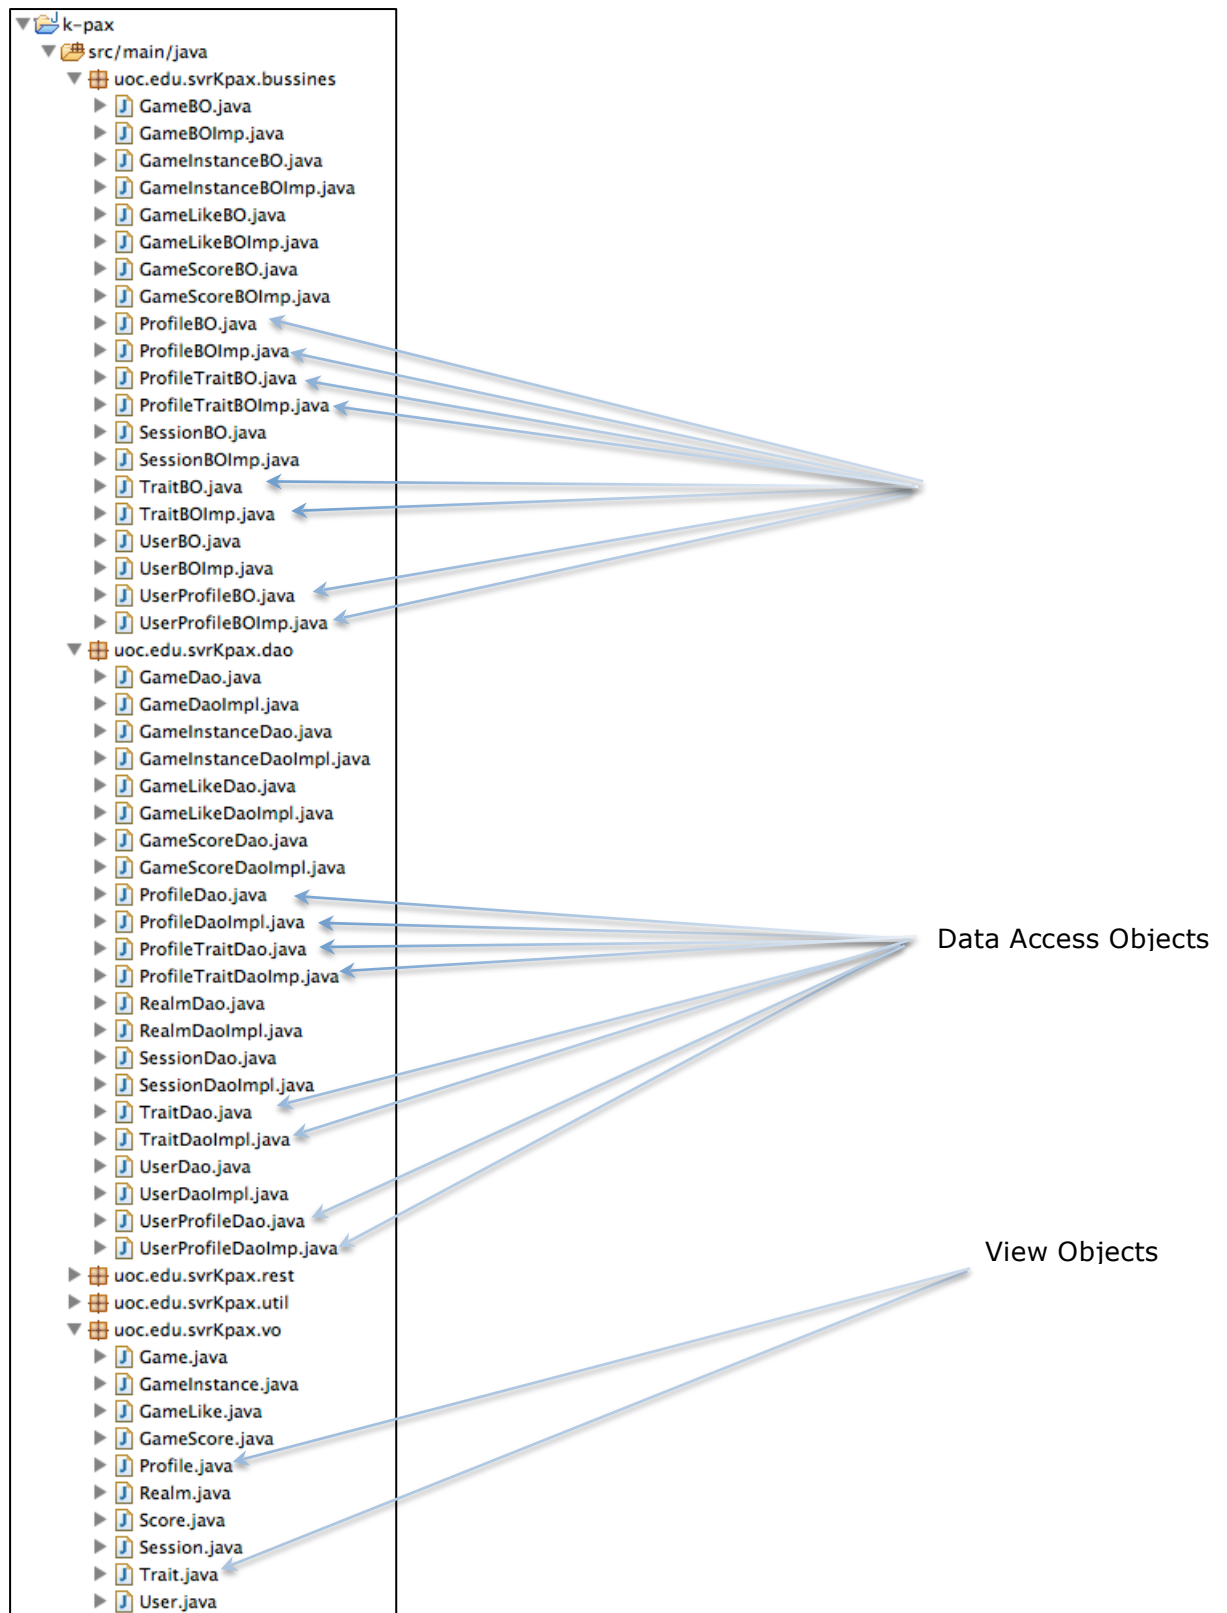 k-pax
src/main/java
uoc.edu.svrKpax.bussines
GameBO.java
GameBOImp.java
GameInstanceBO.java
GameInstanceBOImp.java
GameLikeBO.java
GameLikeBOImp.java
GameScoreBO.java
GameScoreBOImp.java
ProfileBO.java
ProfileBOImp.java
ProfileTraitBO.java
ProfileTraitBOImp.java
SessionBO.java
SessionBOImp.java
TraitBO.java
TraitBOImp.java
UserBO.java
UserBOImp.java
UserProfileBO.java
UserProfileBOImp.java
uoc.edu.svrKpax.dao
GameDao.java
GameDaoImpl.java
GameInstanceDao.java
GameInstanceDaoImpl.java
GameLikeDao.java
GameLikeDaoImpl.java
GameScoreDao.java
GameScoreDaoImpl.java
ProfileDao.java
ProfileDaoImpl.java
ProfileTraitDao.java
Data Access Objects
ProfileTraitDaoImp.java
RealmDao.java
RealmDaoImpl.java
SessionDao.java
SessionDaoImpl.java
TraitDao.java
TraitDaoImpl.java
UserDao.java
UserDaoImpl.java
UserProfileDao.java
UserProfileDaoImp.java
View Objects
uoc.edu.svrKpax.rest
uoc.edu.svrKpax.util
uoc.edu.svrKpax.vo
Game.java
GameInstance.java
GameLike.java
GameScore.java
Profile.java
Realm.java
Score.java
Session.java
Trait.java
User.java